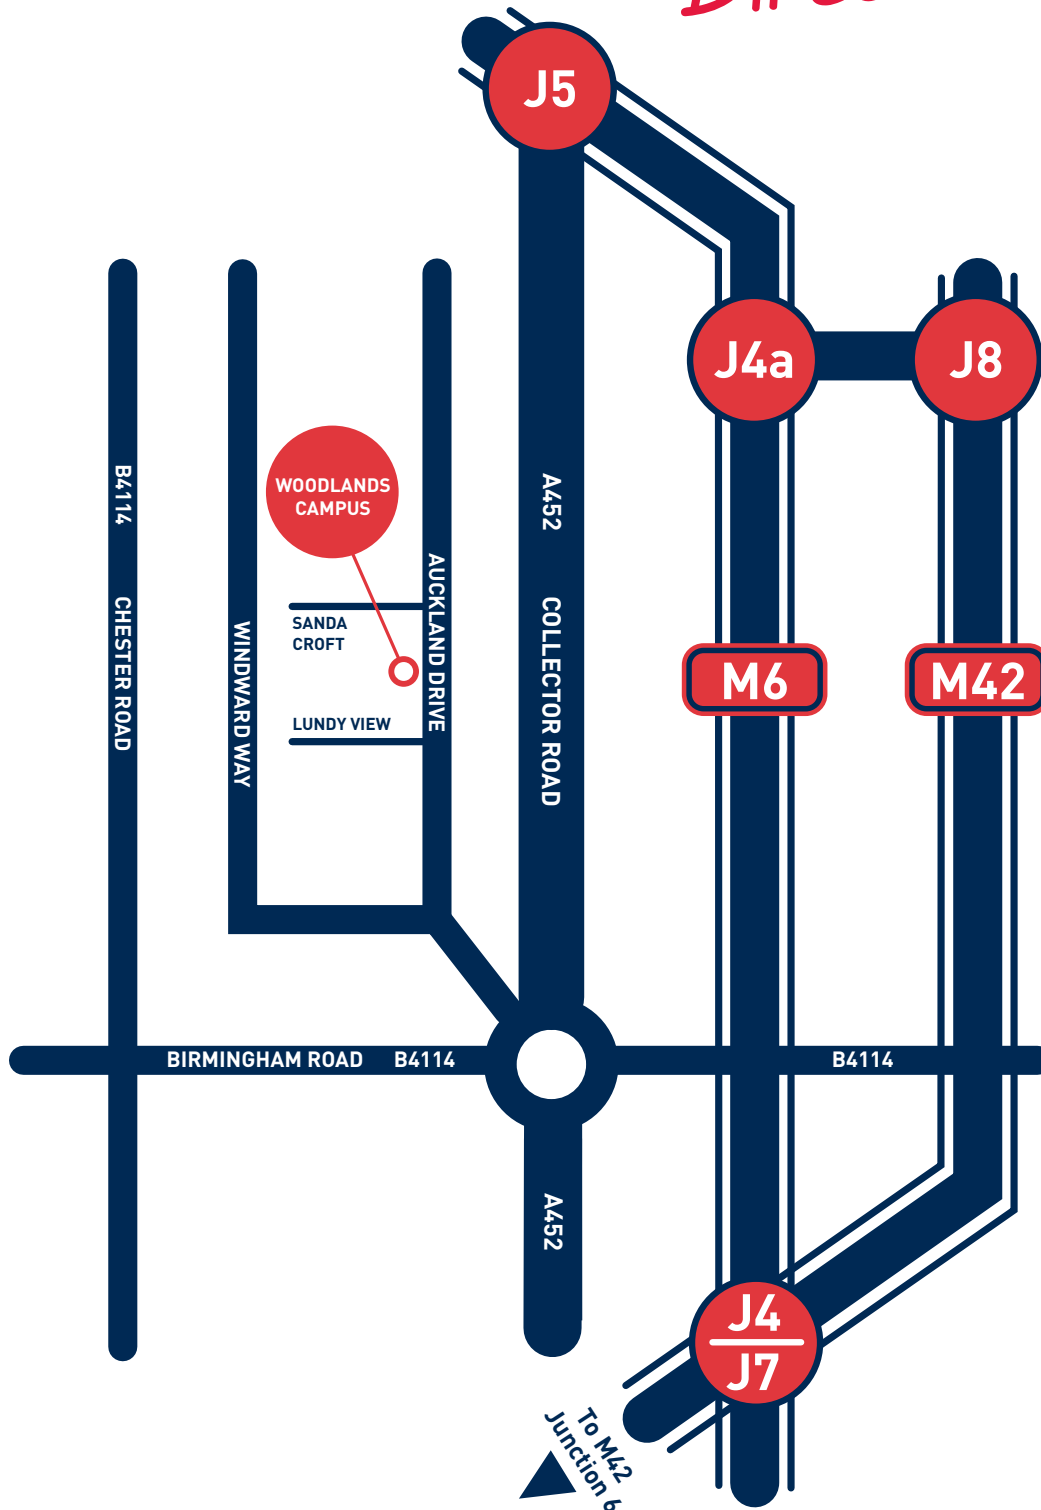 J5
J4a
J8
WOODLANDS
CAMPUS
B4114
CHESTER ROAD
WINDWARD WAY
SANDA
CROFT
LUNDY VIEW
AUCKLAND DRIVE
A452
COLLECTOR ROAD
M6
M42
BIRMINGHAM ROAD
B4114
B4114
A452
J4
J7
To M42
Junction 6